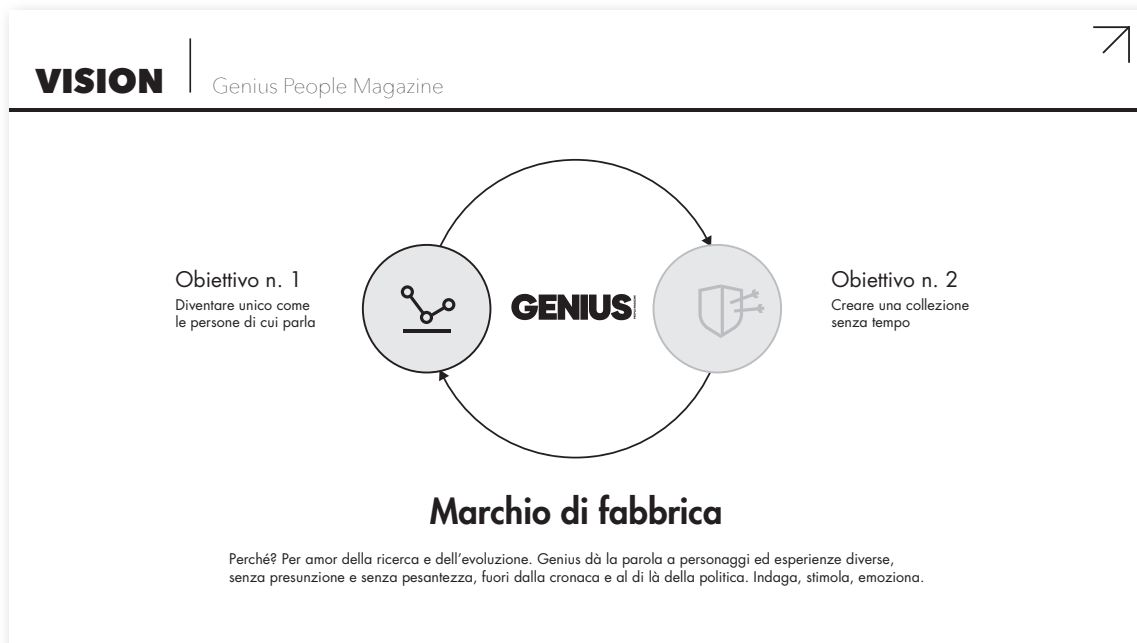 VISION
Genius People Magazine
Obiettivo n. 1
Diventare unico come
le persone di cui parla
GENIUS
Obiettivo n. 2
Creare una collezione
senza tempo
Marchio di fabbrica
Perché? Per amor della ricerca e dell’evoluzione. Genius dà la parola a personaggi ed esperienze diverse,
senza presunzione e senza pesantezza, fuori dalla cronaca e al di là della politica. Indaga, stimola, emoziona.